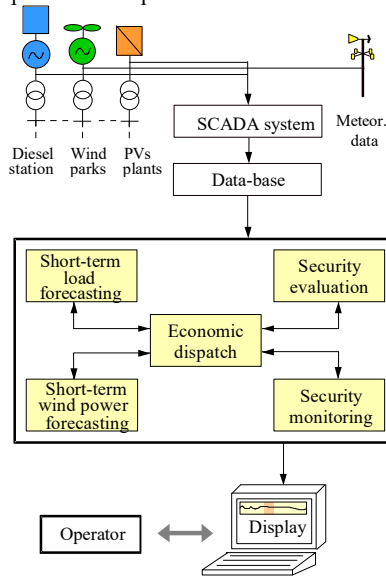 SCADA system
Meteor.
data
Diesel
station
Wind
parks
PVs
plants
Data-base
Short-term
load
forecasting
Security
evaluation
Economic
dispatch
Short-term
wind power
forecasting
Security
monitoring
Operator
Display